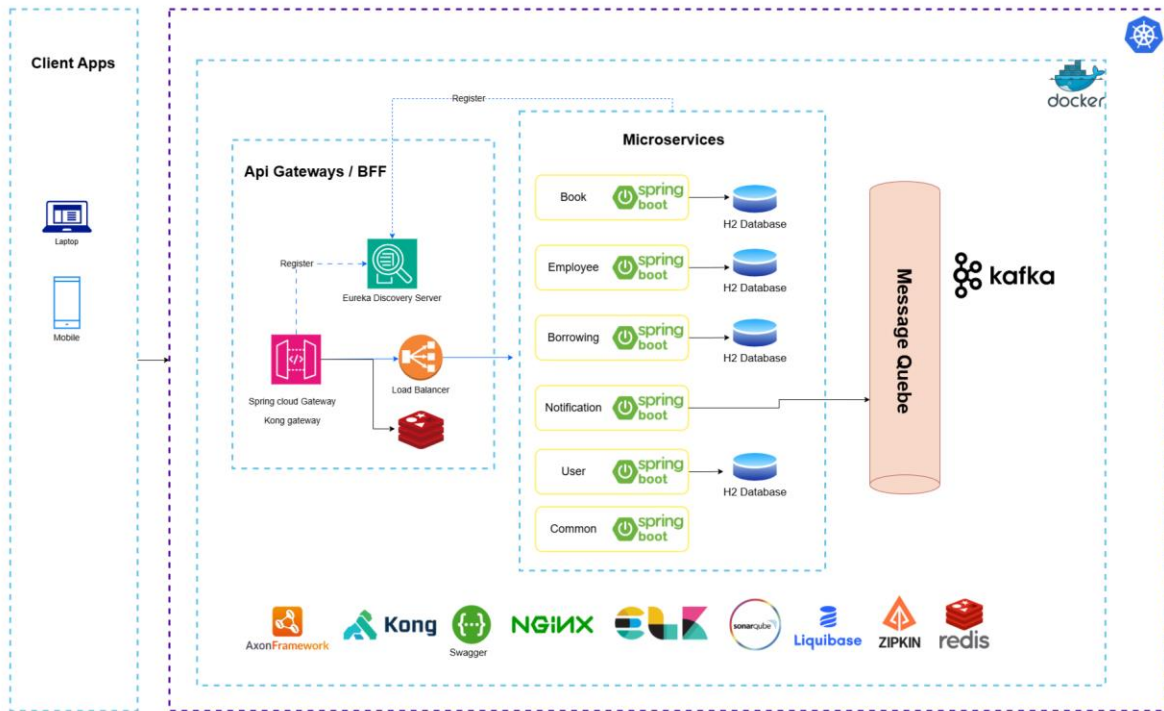 Client Apps
Laptop
Mobile
docker
Register
Api Gateways / BFF
Register
Eureka Discovery Server
Load Balancer
Spring cloud Gateway
Kong gateway
Microservices
Book
spring
boot
H2 Database
Employee
spring
boot
H2 Database
Borrowing
spring
boot
H2 Database
Notification
spring
boot
User
spring
boot
H2 Database
Common
spring
boot
Message Quebe
kafka
AxonFramework
Kong
Swagger
NGINX
ELK
sonarqube
Liquibase
ZIPKIN
redis